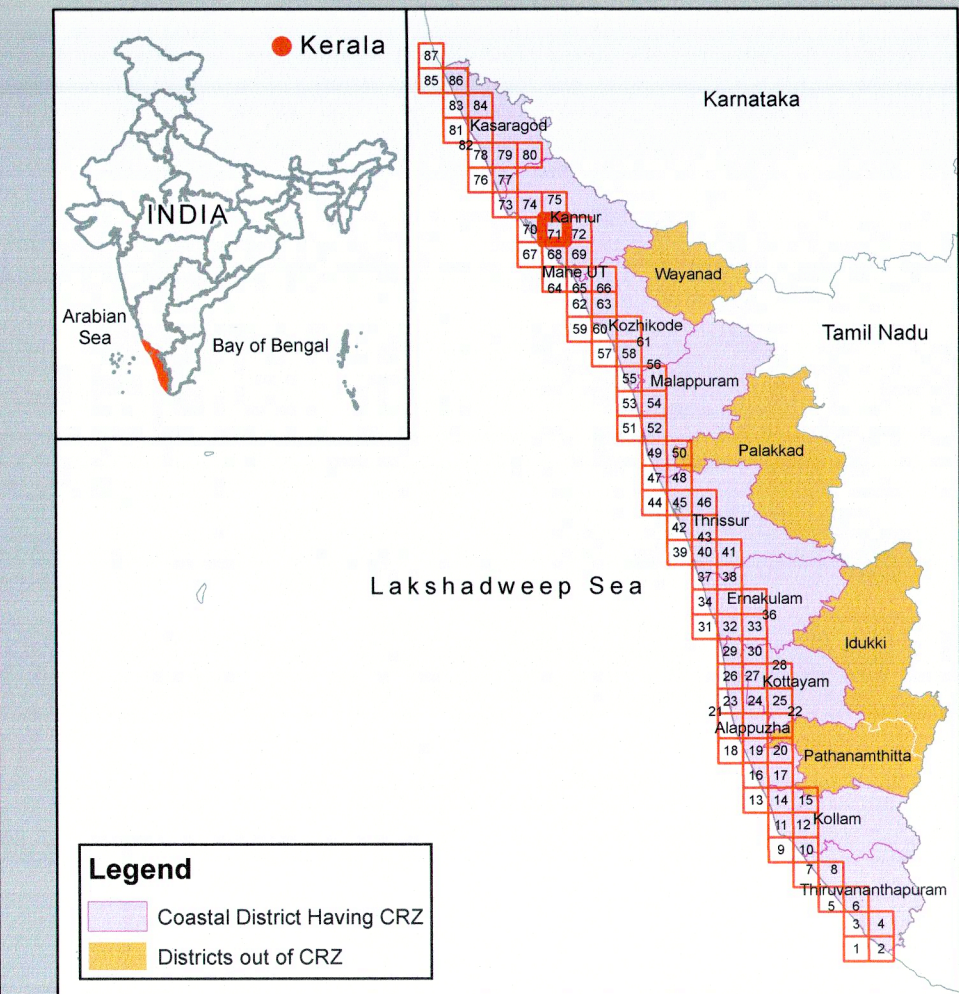 Kerala
INDIA
Arabian
Sea
Bay of Bengal
Karnataka
87
85 86
83 84
81 Kasaragod
82
78 79 80
76 77
73 74 75
Kannur
70 71 72
67 68 69
Mahe UT
64 65 66
62 63
Wayanad
59 60 Kozhikode
61
Tamil Nadu
57 58
56
55 Malappuram
53 54
51 52
49 50 Palakkad
47 48
44 45 46
42 Thrissur
43
39 40 41
37 38
Lakshadweep Sea
34 Ernakulam
36
31 32 33
Idukki
29 30
28
26 27 Kottayam
23 24 25
21 22
Alappuzha
18 19 20 Pathanamthitta
16 17
13 14 15
11 12 Kollam
9 10
7 8
Thiruvananthapuram
5 6
3 4
1 2
Legend
Coastal District Having CRZ
Districts out of CRZ